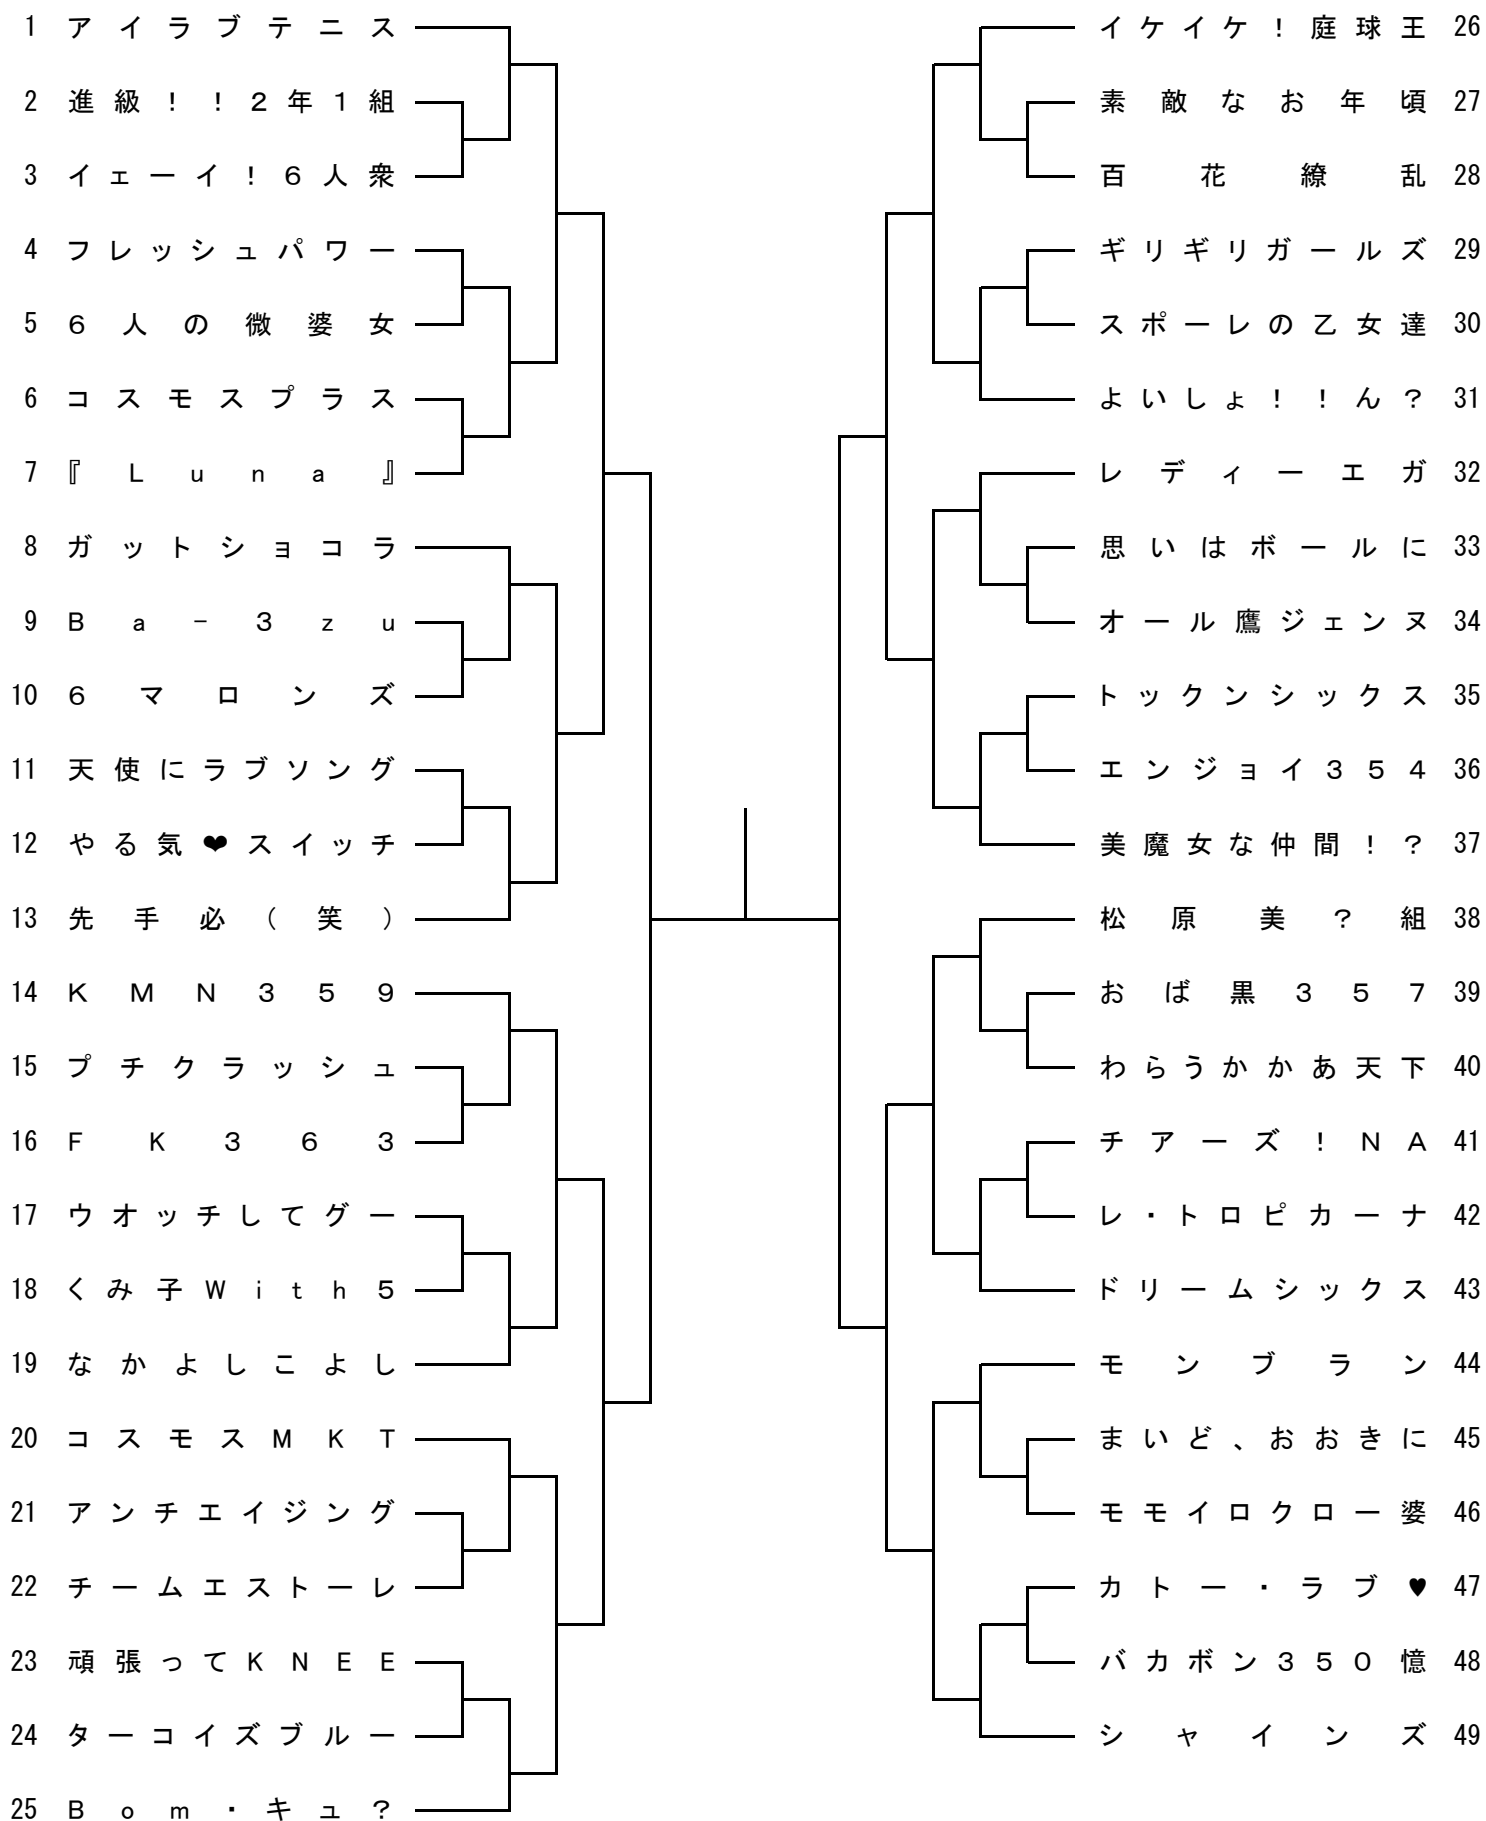 1 アイラブテニス
2 進級！！２年１組
3 イェーイ！６人衆
4 フレッシュパワー
5 ６人の微婆女
6 コスモスプラス
7 『Ｌｕｎａ』
8 ガットショコラ
9 Ｂａ－３ｚｕ
10 ６マロンズ
11 天使にラブソング
12 やる気❤スイッチ
13 先手必（笑）
14 ＫＭＮ３５９
15 プチクラッシュ
16 ＦＫ３６３
17 ウオッチしてグー
18 くみ子Ｗｉｔｈ５
19 なかよしこよし
20 コスモスＭＫＴ
21 アンチエイジング
22 チームエストーレ
23 頑張ってＫＮＥＥ
24 ターコイズブルー
25 Ｂｏｍ・キュ？
イケイケ！庭球王 26
素敵なお年頃 27
百花繚乱 28
ギリギリガールズ 29
スポーレの乙女達 30
よいしょ！！ん？ 31
レディーエガ 32
思いはボールに 33
オール鷹ジェンヌ 34
トックンシックス 35
エンジョイ３５４ 36
美魔女な仲間！？ 37
松原美？組 38
おば黒３５７ 39
わらうかかあ天下 40
チアーズ！ＮＡ 41
レ・トロピカーナ 42
ドリームシックス 43
モンブラン 44
まいど、おおきに 45
モモイロクロー婆 46
カトー・ラブ♥ 47
バカボン３５０憶 48
シャインズ 49